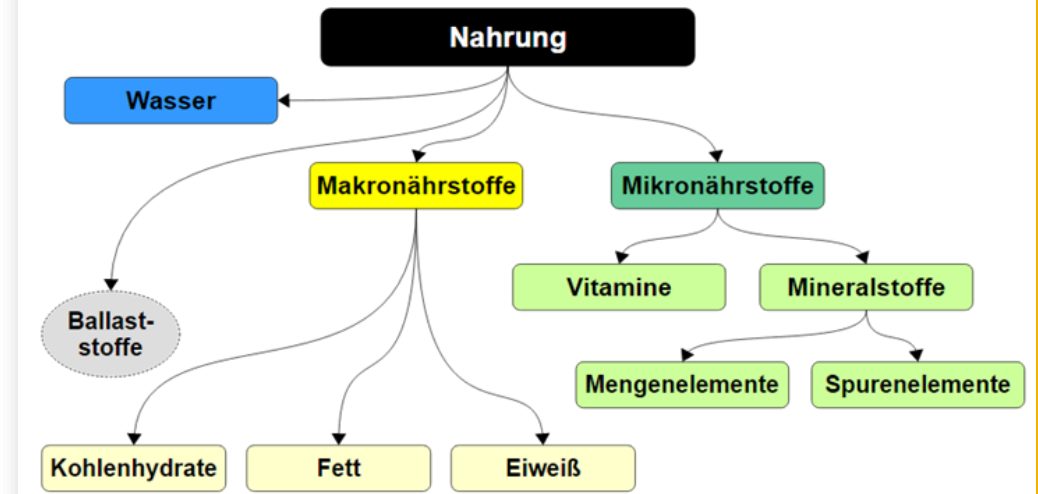 Nahrung
Wasser
Makronährstoffe
Mikronährstoffe
Vitamine
Mineralstoffe
Ballast-
stoffe
Mengenelemente
Spurenelemente
Kohlenhydrate
Fett
Eiweiß